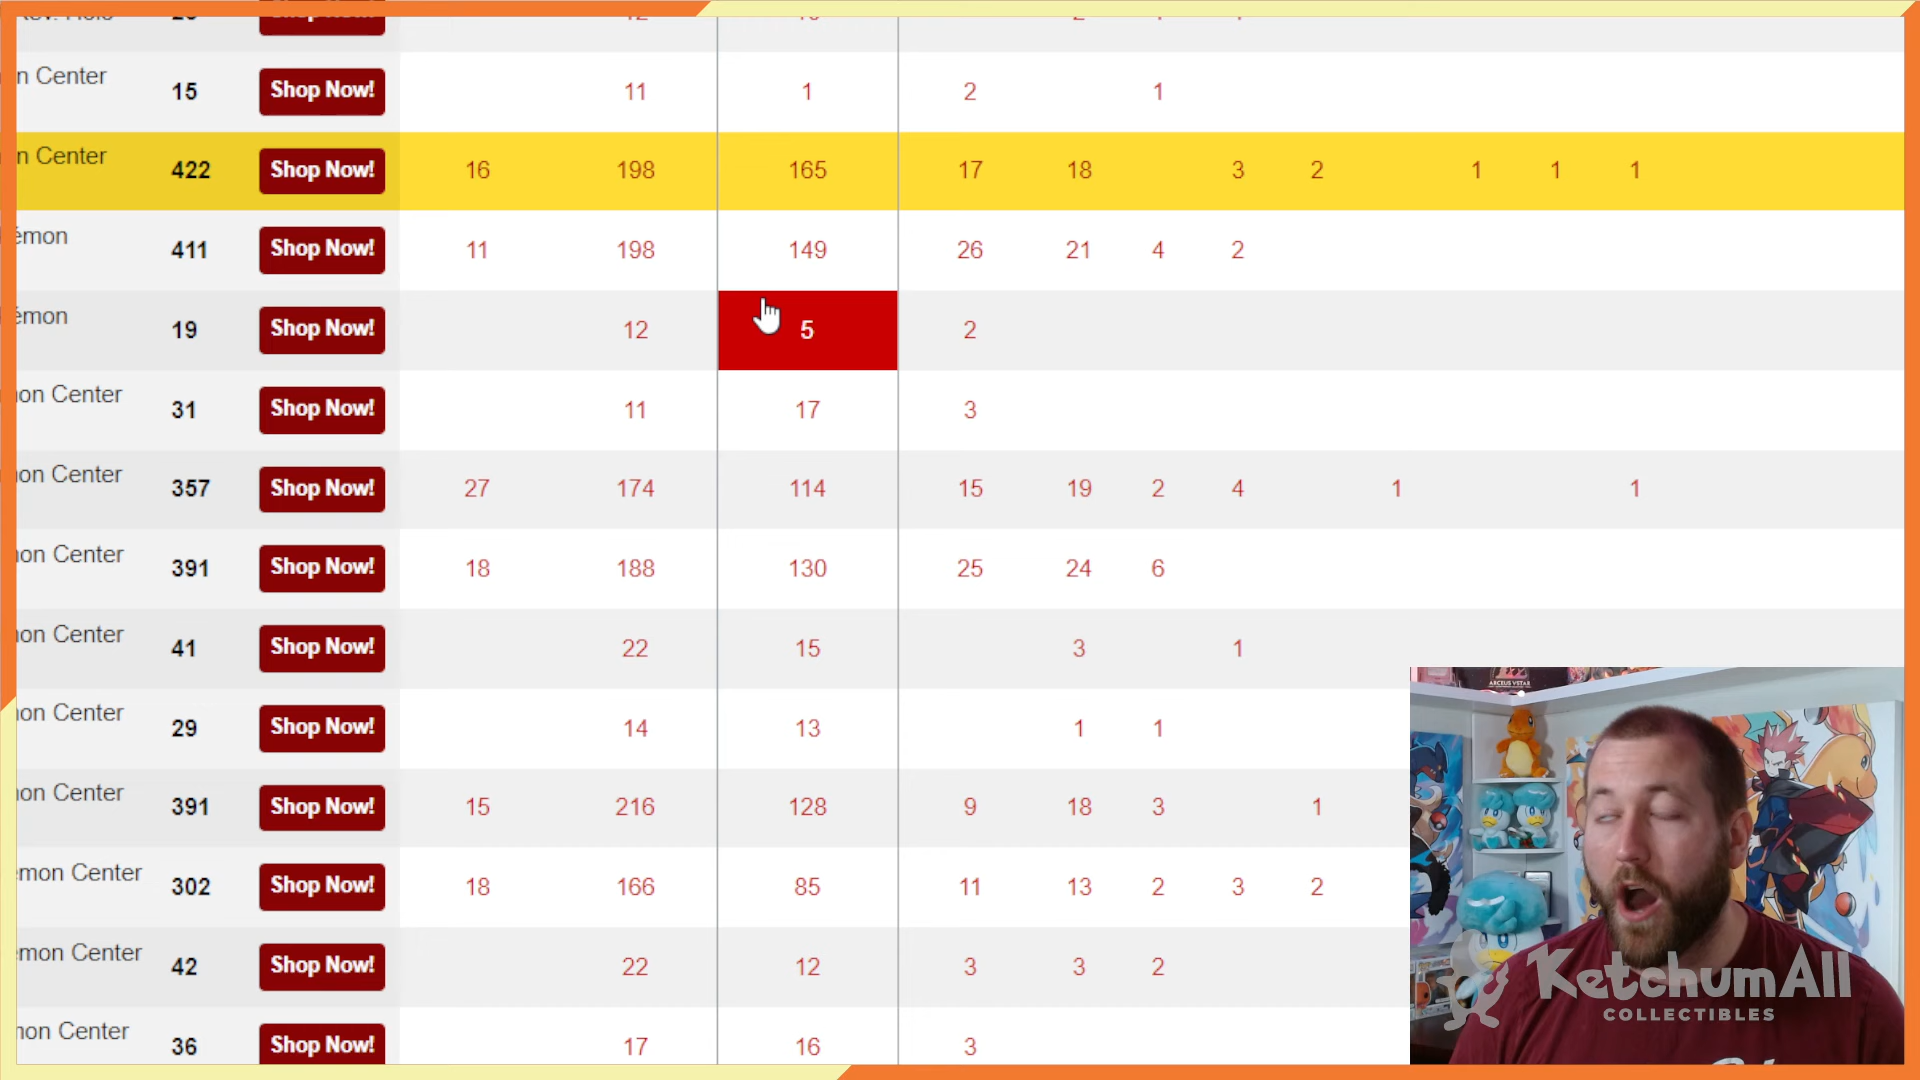 Shop Now!
n Center 15 Shop Now! 11 1 2 1
n Center 422 Shop Now! 16 198 165 17 18 3 2 1 1 1
émon 411 Shop Now! 11 198 149 26 21 4 2
émon 19 Shop Now! 12 5 2
on Center 31 Shop Now! 11 17 3
on Center 357 Shop Now! 27 174 114 15 19 2 4 1 1
on Center 391 Shop Now! 18 188 130 25 24 6
on Center 41 Shop Now! 22 15 3 1
on Center 29 Shop Now! 14 13 1 1
on Center 391 Shop Now! 15 216 128 9 18 3 1
mon Center 302 Shop Now! 18 166 85 11 13 2 3 2
mon Center 42 Shop Now! 22 12 3 3 2
on Center 36 Shop Now! 17 16 3
ARCEUS VSTAR
KetchumAll
COLLECTIBLES